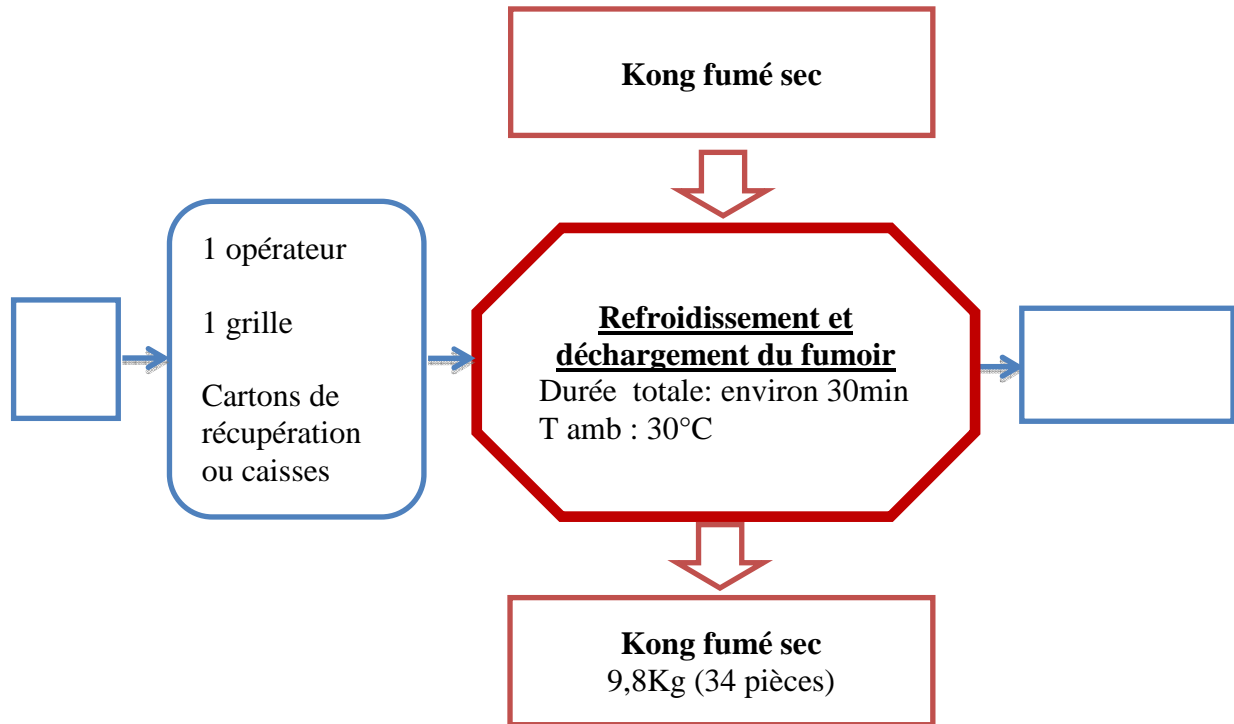 Kong fumé sec
1 opérateur
1 grille
Cartons de
récupération
ou caisses
Refroidissement et
déchargement du fumoir
Durée  totale: environ 30min
T amb : 30°C
Kong fumé sec
9,8Kg (34 pièces)